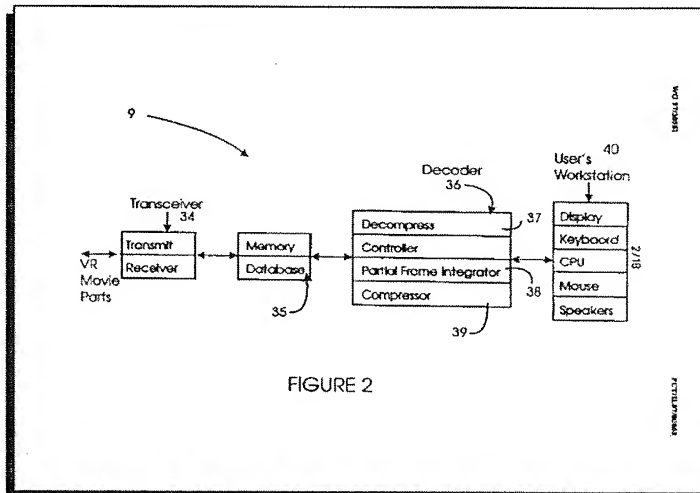 9
Transceiver
34
Transmit
Receiver
VR
Movie
Parts
Memory
Database
35
Decoder
36
Decompress
Controller
Partial Frame Integrator
Compressor
37
38
39
User's
Workstation
40
Display
Keyboard
CPU
Mouse
Speakers
2/18
FIGURE 2